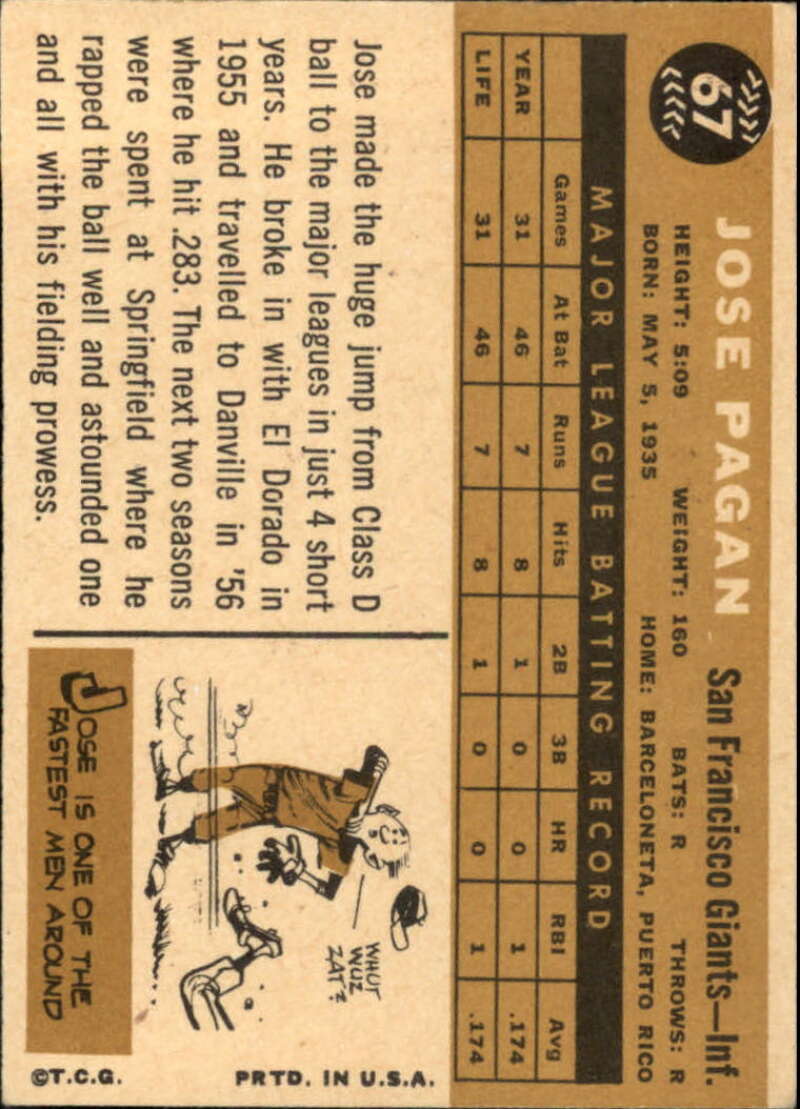 67
JOSE PAGAN San Francisco Giants—Inf.
HEIGHT: 5:09 WEIGHT: 160 BATS: R THROWS: R
BORN: MAY 5, 1935 HOME: BARCELONETA, PUERTO RICO
MAJOR LEAGUE BATTING RECORD
Games At Bat Runs Hits 2B 3B HR RBI Avg
YEAR 31 46 7 8 1 0 0 1 .174
LIFE 31 46 7 8 1 0 0 1 .174
Jose made the huge jump from Class D
ball to the major leagues in just 4 short
years. He broke in with El Dorado in
1955 and travelled to Danville in '56
where he hit .283. The next two seasons
were spent at Springfield where he
rapped the ball well and astounded one
and all with his fielding prowess.
WHUT
WUZ
ZAT?
JOSE IS ONE OF THE
FASTEST MEN AROUND
©T.C.G. PRTD. IN U.S.A.